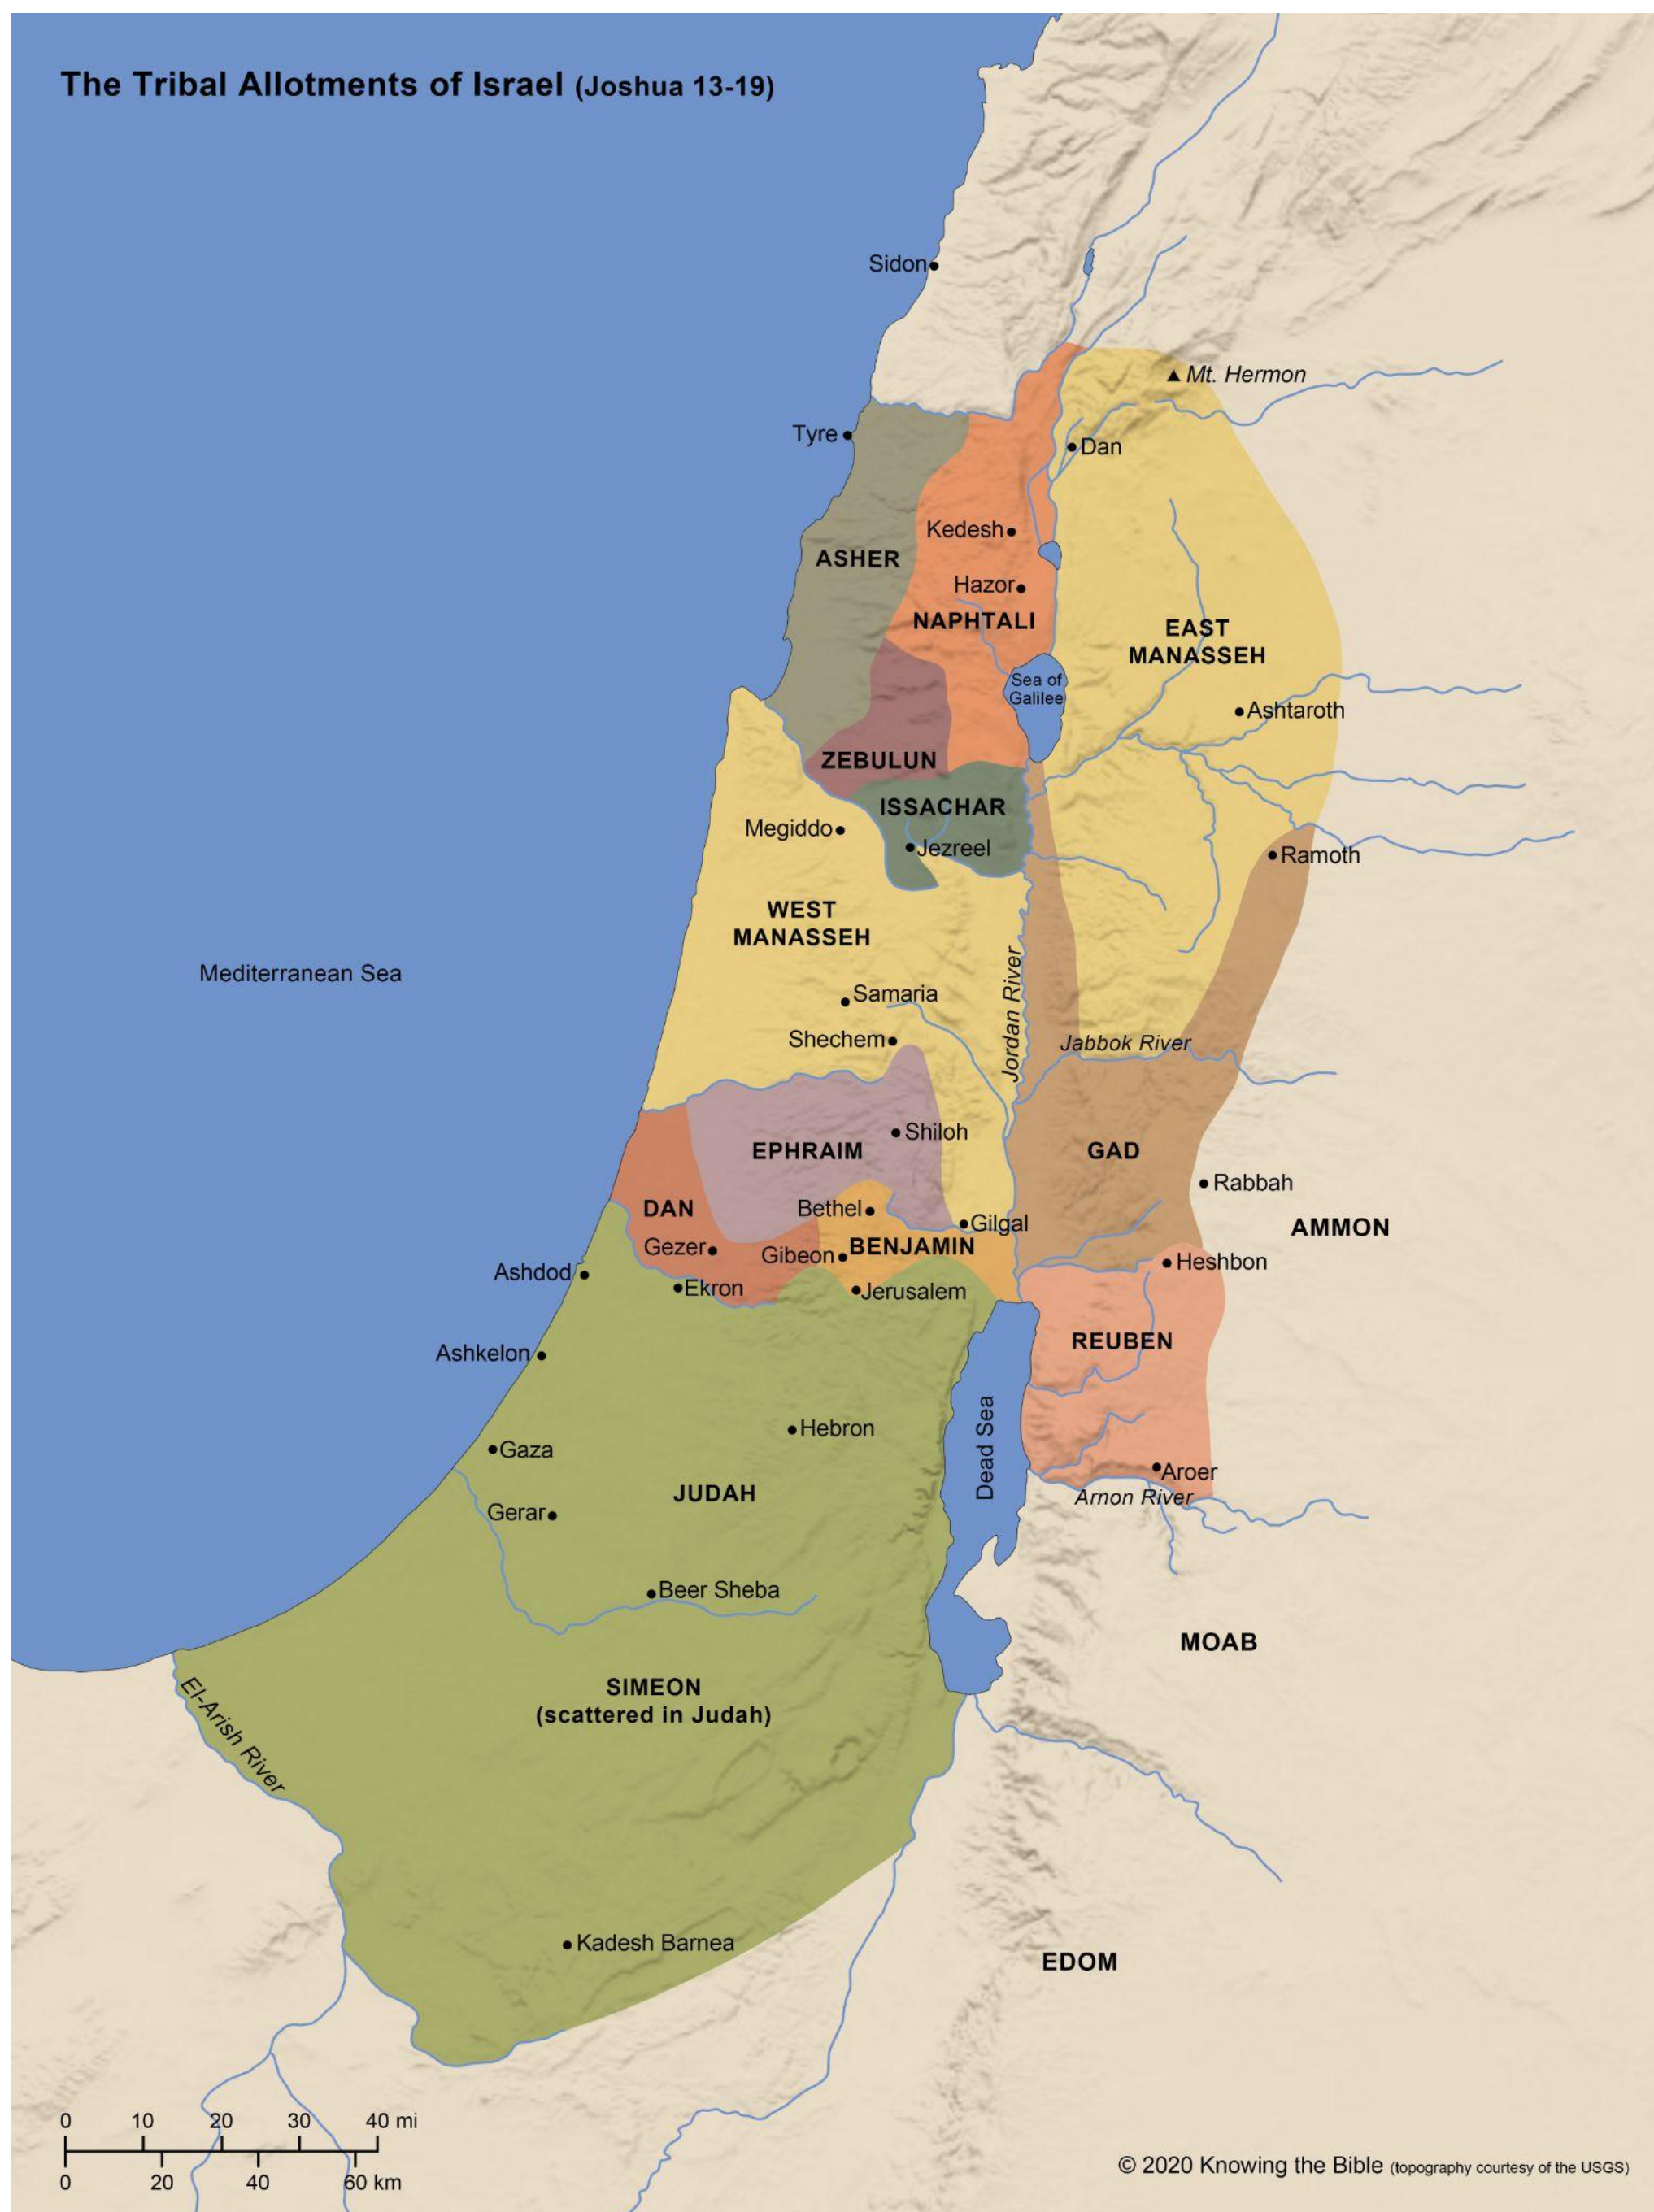 The Tribal Allotments of Israel (Joshua 13-19)
Sidon
Mt. Hermon
Tyre
Dan
Kedesh
ASHER
Hazor
NAPHTALI
EAST
MANASSEH
Sea of
Galilee
Ashtaroth
ZEBULUN
ISSACHAR
Megiddo
Jezreel
Ramoth
WEST
MANASSEH
Mediterranean Sea
Samaria
Jordan River
Shechem
Jabbok River
Shiloh
EPHRAIM
GAD
Rabbah
DAN
Bethel
Gilgal
AMMON
Gezer
Gibeon
BENJAMIN
Heshbon
Ashdod
Ekron
Jerusalem
REUBEN
Ashkelon
Dead Sea
Hebron
Gaza
Aroer
JUDAH
Arnon River
Gerar
Beer Sheba
MOAB
SIMEON
(scattered in Judah)
El-Arish River
Kadesh Barnea
EDOM
0 10 20 30 40 mi
0 20 40 60 km
© 2020 Knowing the Bible (topography courtesy of the USGS)